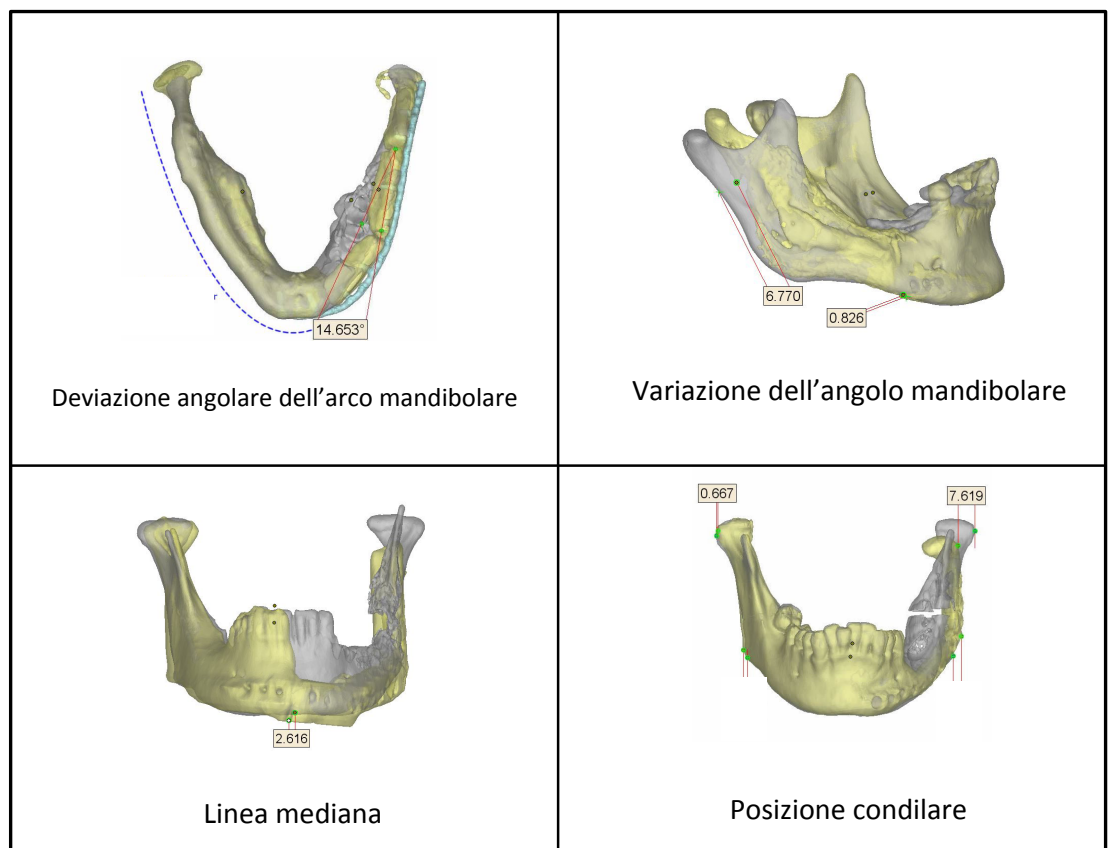 14.653°
r
Deviazione angolare dell’arco mandibolare
6.770
0.826
Variazione dell’angolo mandibolare
2.616
Linea mediana
0.667
7.619
Posizione condilare